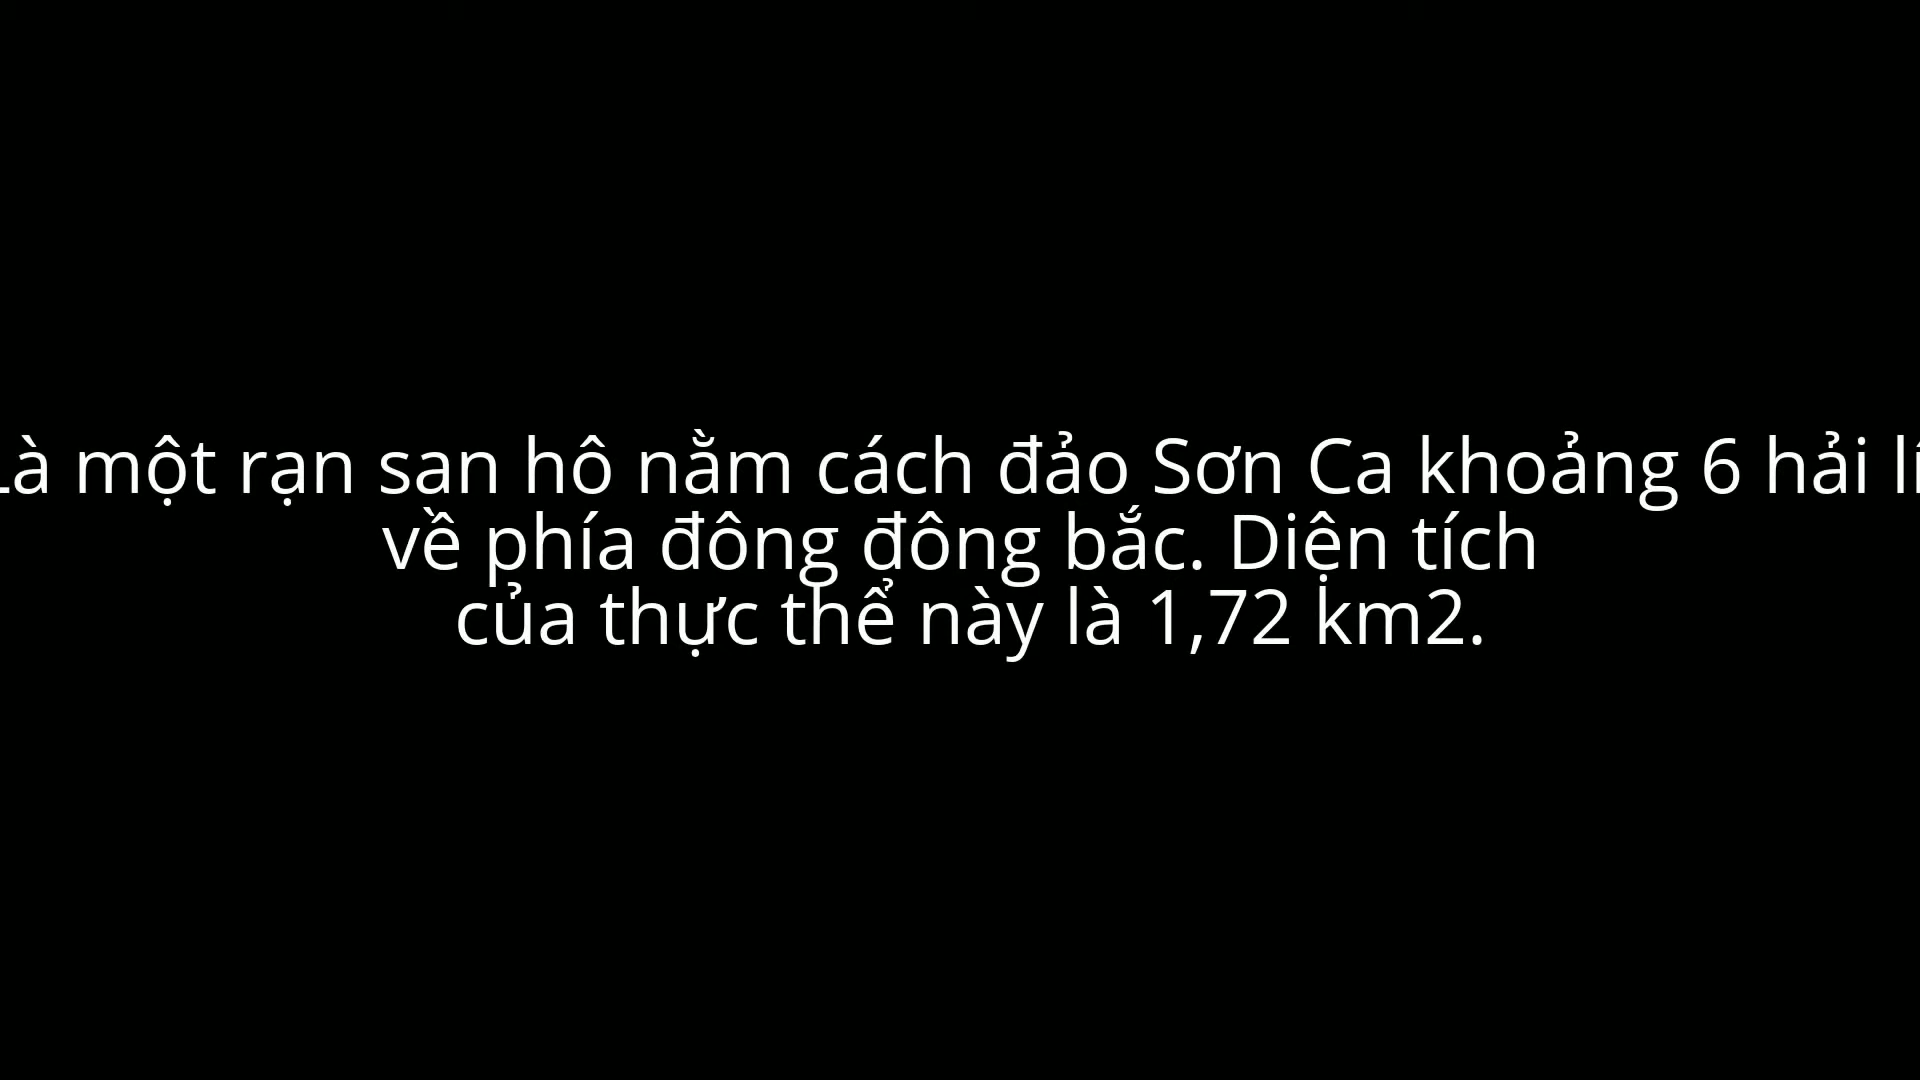 Là một rạn san hô nằm cách đảo Sơn Ca khoảng 6 hải lí
về phía đông đông bắc. Diện tích
của thực thể này là 1,72 km2.